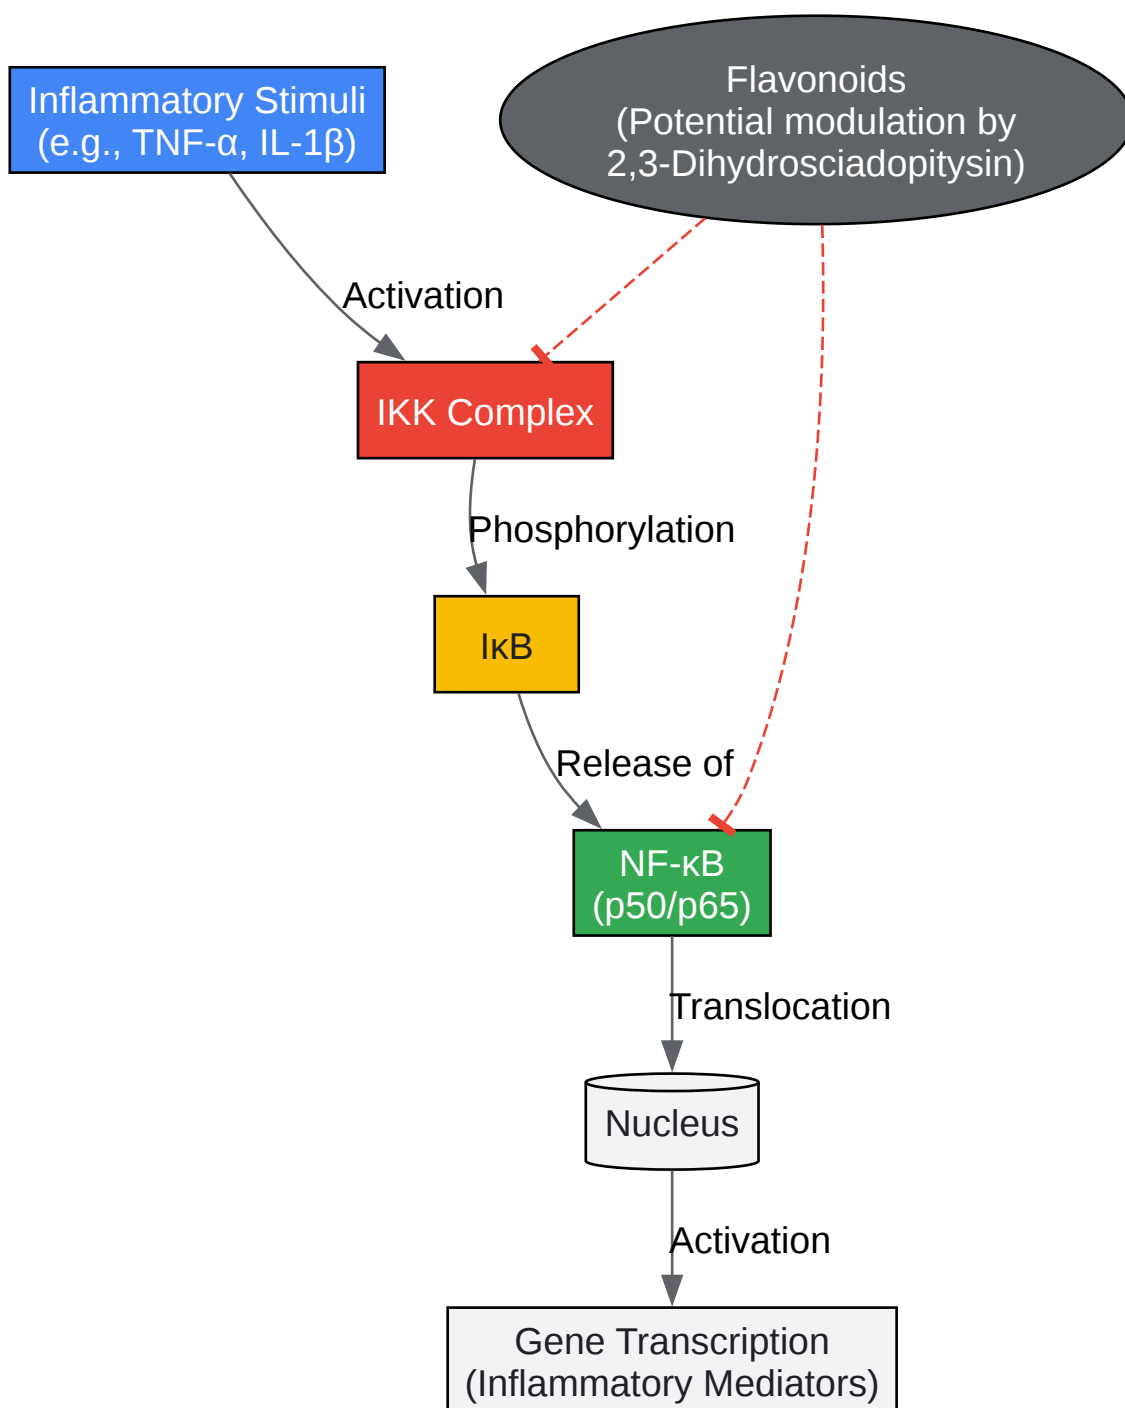 Inflammatory Stimuli
(e.g., TNF-α, IL-1β)
Flavonoids
(Potential modulation by
2,3-Dihydrosciadopitysin)
Activation
IKK Complex
Phosphorylation
IκB
Release of
NF-κB
(p50/p65)
Translocation
Nucleus
Activation
Gene Transcription
(Inflammatory Mediators)